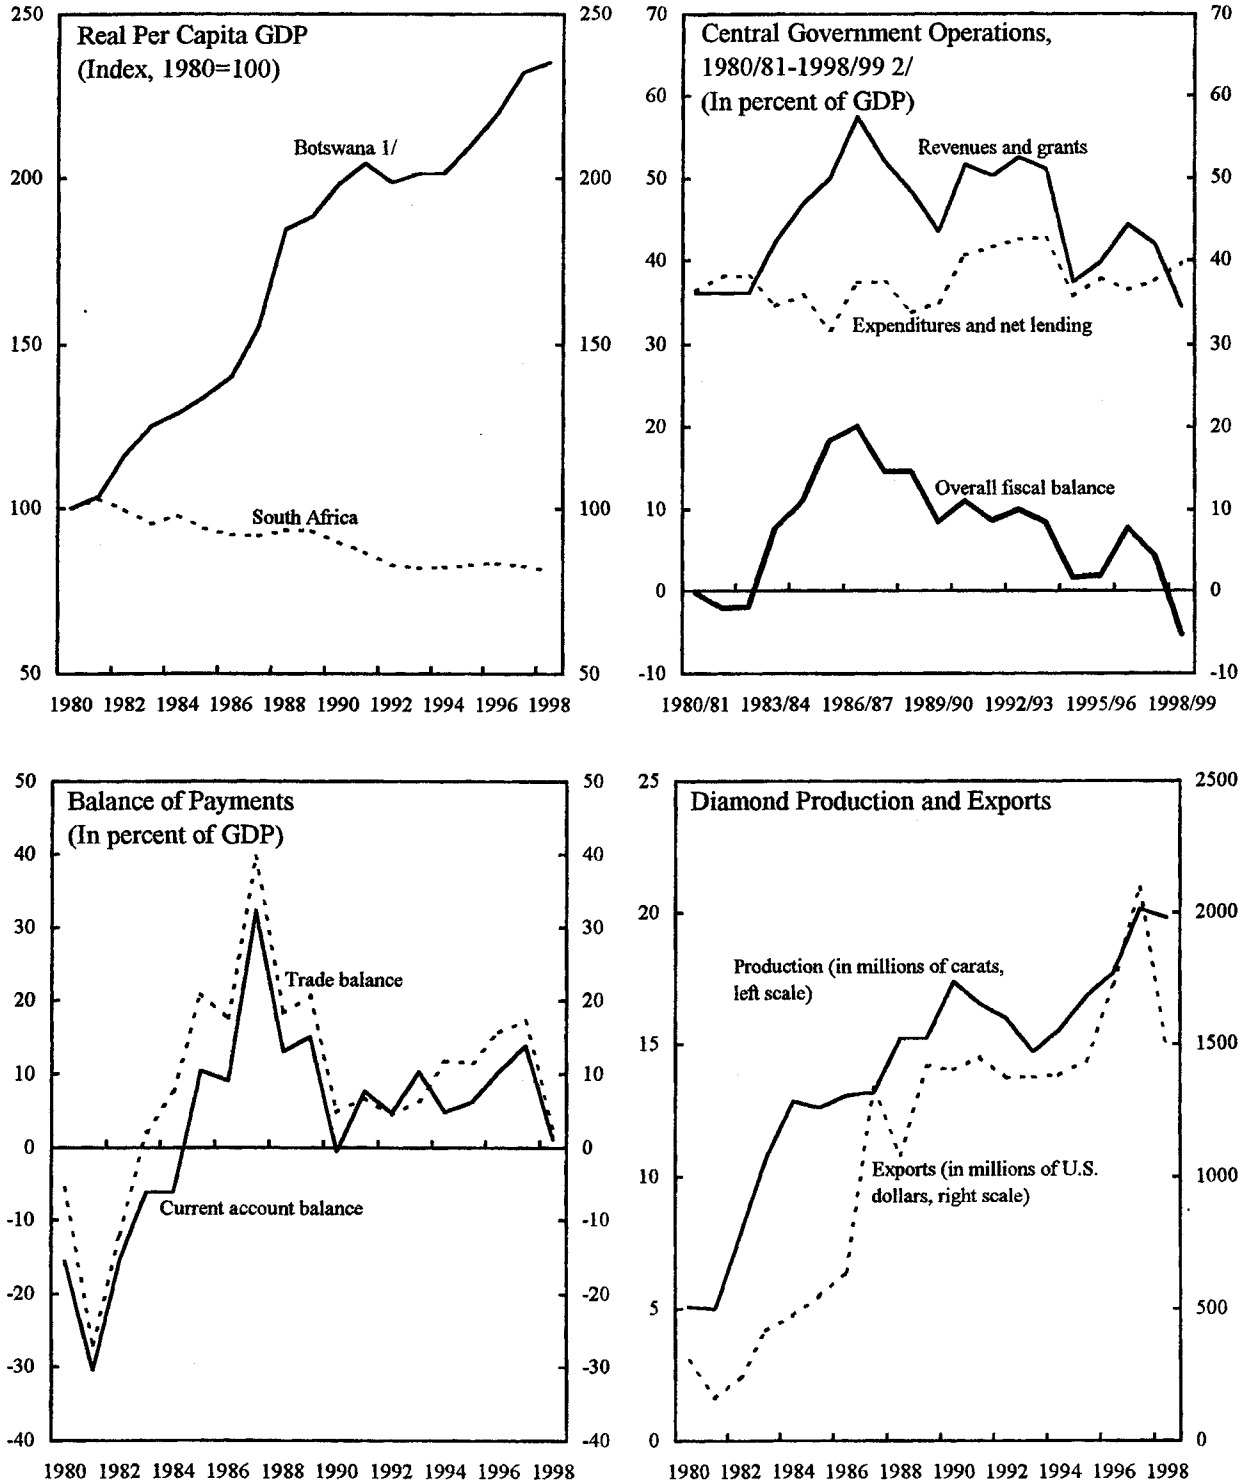 Real Per Capita GDP
(Index, 1980=100)
250
200
150
100
50
250
200
150
100
50
Botswana 1/
South Africa
1980 1982 1984 1986 1988 1990 1992 1994 1996 1998
Central Government Operations,
1980/81-1998/99 2/
(In percent of GDP)
70
60
50
40
30
20
10
0
-10
70
60
50
40
30
20
10
0
-10
Revenues and grants
Expenditures and net lending
Overall fiscal balance
1980/81 1983/84 1986/87 1989/90 1992/93 1995/96 1998/99
Balance of Payments
(In percent of GDP)
50
40
30
20
10
0
-10
-20
-30
-40
50
40
30
20
10
0
-10
-20
-30
-40
Trade balance
Current account balance
1980 1982 1984 1986 1988 1990 1992 1994 1996 1998
Diamond Production and Exports
25
20
15
10
5
0
2500
2000
1500
1000
500
0
Production (in millions of carats,
left scale)
Exports (in millions of U.S.
dollars, right scale)
1980 1982 1984 1986 1988 1990 1992 1994 1996 1998